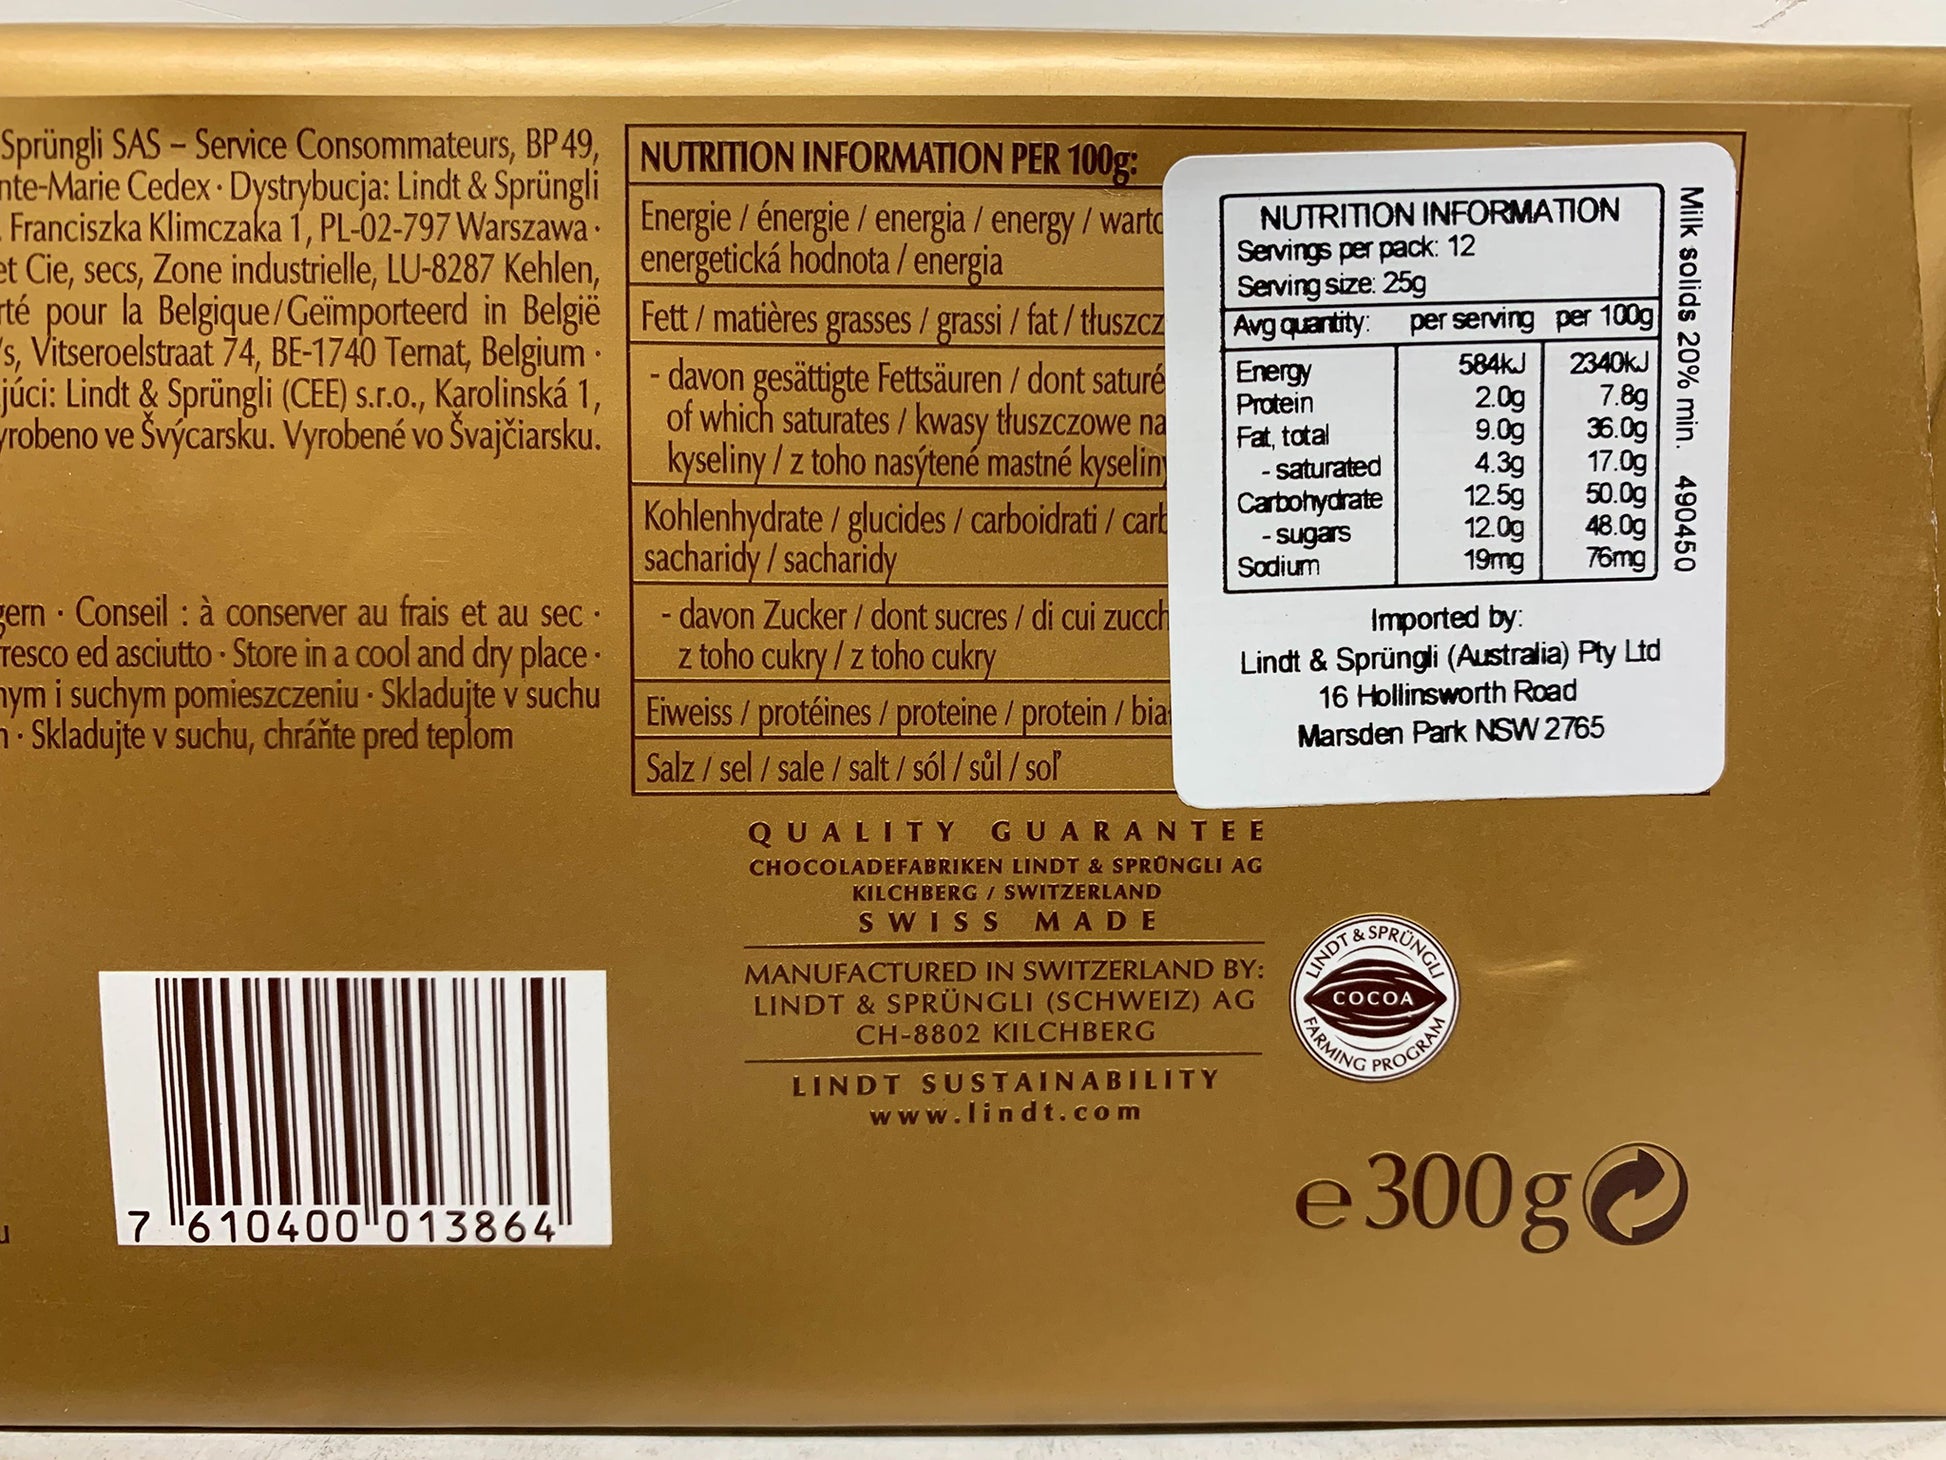 Sprüngli SAS – Service Consommateurs, BP 49,
nte-Marie Cedex · Dystrybucja: Lindt & Sprüngli
. Franciszka Klimczaka 1, PL-02-797 Warszawa ·
et Cie, secs, Zone industrielle, LU-8287 Kehlen,
rté pour la Belgique/Geïmporteerd in België
's, Vitseroelstraat 74, BE-1740 Ternat, Belgium ·
júci: Lindt & Sprüngli (CEE) s.r.o., Karolinská 1,
yrobeno ve Švýcarsku. Vyrobené vo Švajčiarsku.
gern · Conseil : à conserver au frais et au sec ·
fresco ed asciutto · Store in a cool and dry place ·
nym i suchym pomieszczeniu · Skladujte v suchu
· Skladujte v suchu, chráňte pred teplom
NUTRITION INFORMATION PER 100g:
Energie / énergie / energia / energy / warto
energetická hodnota / energia
Fett / matières grasses / grassi / fat / tłuszcz
- davon gesättigte Fettsäuren / dont saturé
of which saturates / kwasy tłuszczowe na
kyseliny / z toho nasýtené mastné kyseliny
Kohlenhydrate / glucides / carboidrati / carb
sacharidy / sacharidy
- davon Zucker / dont sucres / di cui zucch
z toho cukry / z toho cukry
Eiweiss / protéines / proteine / protein / biał
Salz / sel / sale / salt / sól / sůl / soľ
NUTRITION INFORMATION
Servings per pack: 12
Serving size: 25g
Avg quantity: per serving per 100g
Energy 584kJ 2340kJ
Protein 2.0g 7.8g
Fat, total 9.0g 36.0g
- saturated 4.3g 17.0g
Carbohydrate 12.5g 50.0g
- sugars 12.0g 48.0g
Sodium 19mg 76mg
Milk solids 20% min. 490450
Imported by:
Lindt & Sprüngli (Australia) Pty Ltd
16 Hollinsworth Road
Marsden Park NSW 2765
QUALITY GUARANTEE
CHOCOLADEFABRIKEN LINDT & SPRÜNGLI AG
KILCHBERG / SWITZERLAND
SWISS MADE
MANUFACTURED IN SWITZERLAND BY:
LINDT & SPRÜNGLI (SCHWEIZ) AG
CH-8802 KILCHBERG
LINDT SUSTAINABILITY
www.lindt.com
LINDT & SPRÜNGLI
COCOA
FARMING PROGRAM
7 610400 013864
e 300g